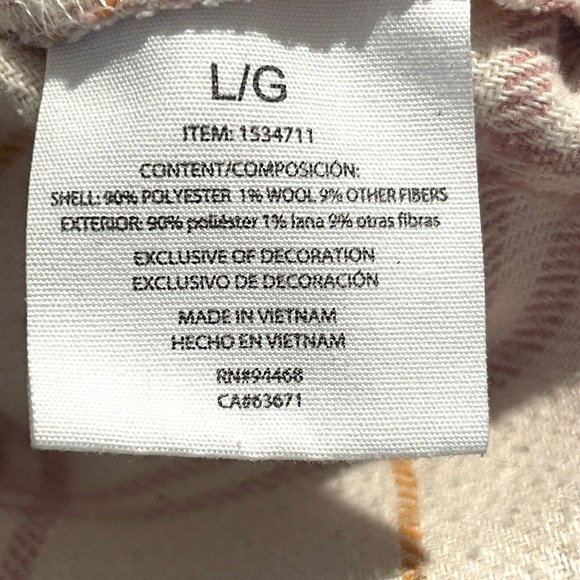 L/G
ITEM: 1534711
CONTENT/COMPOSICIÓN:
SHELL: 90% POLYESTER 1% WOOL 9% OTHER FIBERS
EXTERIOR: 90% poliéster 1% lana 9% otras fibras
EXCLUSIVE OF DECORATION
EXCLUSIVO DE DECORACIÓN
MADE IN VIETNAM
HECHO EN VIETNAM
RN#94468
CA#63671